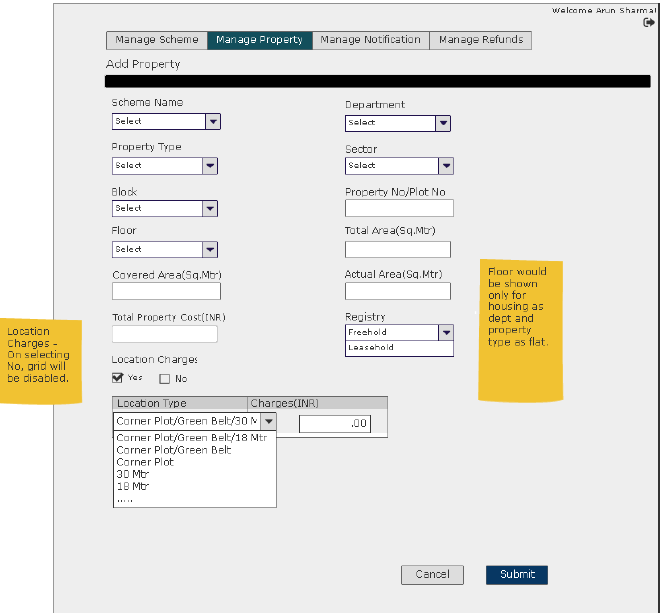 Welcome Arun Sharma!
Manage Scheme Manage Property Manage Notification Manage Refunds
Add Property
Scheme Name
Select
Department
Select
Property Type
Select
Sector
Select
Block
Select
Property No/Plot No
Floor
Select
Total Area(Sq.Mtr)
Covered Area(Sq.Mtr)
Actual Area(Sq.Mtr)
Total Property Cost(INR)
Registry
Freehold
Leasehold
Location Charges
Yes No
Location Type Charges(INR)
Corner Plot/Green Belt/30 M .00
Corner Plot/Green Belt/18 Mtr
Corner Plot/Green Belt
Corner Plot
30 Mtr
18 Mtr
.....
Location
Charges -
On selecting
No, grid will
be disabled.
Floor would
be shown
only for
housing as
dept and
property
type as flat.
Cancel Submit